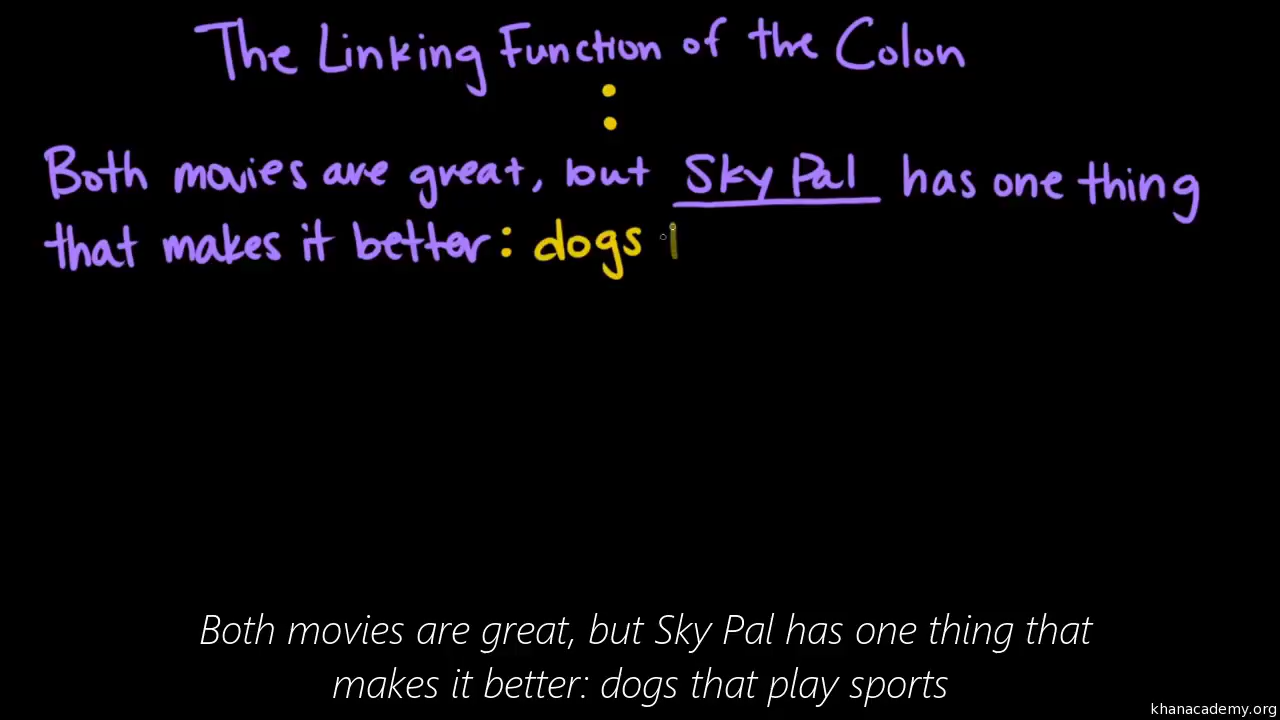 The Linking Function of the Colon
:
Both movies are great, but Sky Pal has one thing
that makes it better: dogs
Both movies are great, but Sky Pal has one thing that
makes it better: dogs that play sports
khanacademy.org